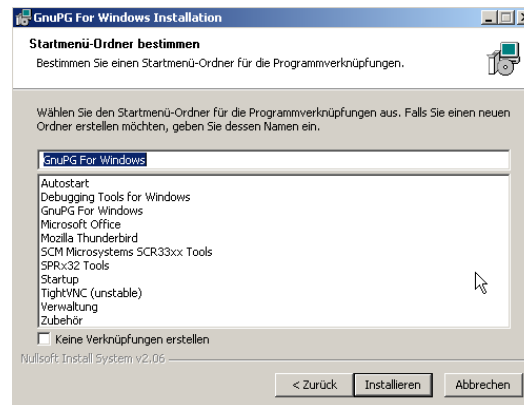 GnuPG For Windows Installation
Startmenü-Ordner bestimmen
Bestimmen Sie einen Startmenü-Ordner für die Programmverknüpfungen.
Wählen Sie den Startmenü-Ordner für die Programmverknüpfungen aus. Falls Sie einen neuen
Ordner erstellen möchten, geben Sie dessen Namen ein.
GnuPG For Windows
Autostart
Debugging Tools for Windows
GnuPG For Windows
Microsoft Office
Mozilla Thunderbird
SCM Microsystems SCR33xx Tools
SPRx32 Tools
Startup
TightVNC (unstable)
Verwaltung
Zubehör
Keine Verknüpfungen erstellen
Nullsoft Install System v2.06
< Zurück Installieren Abbrechen